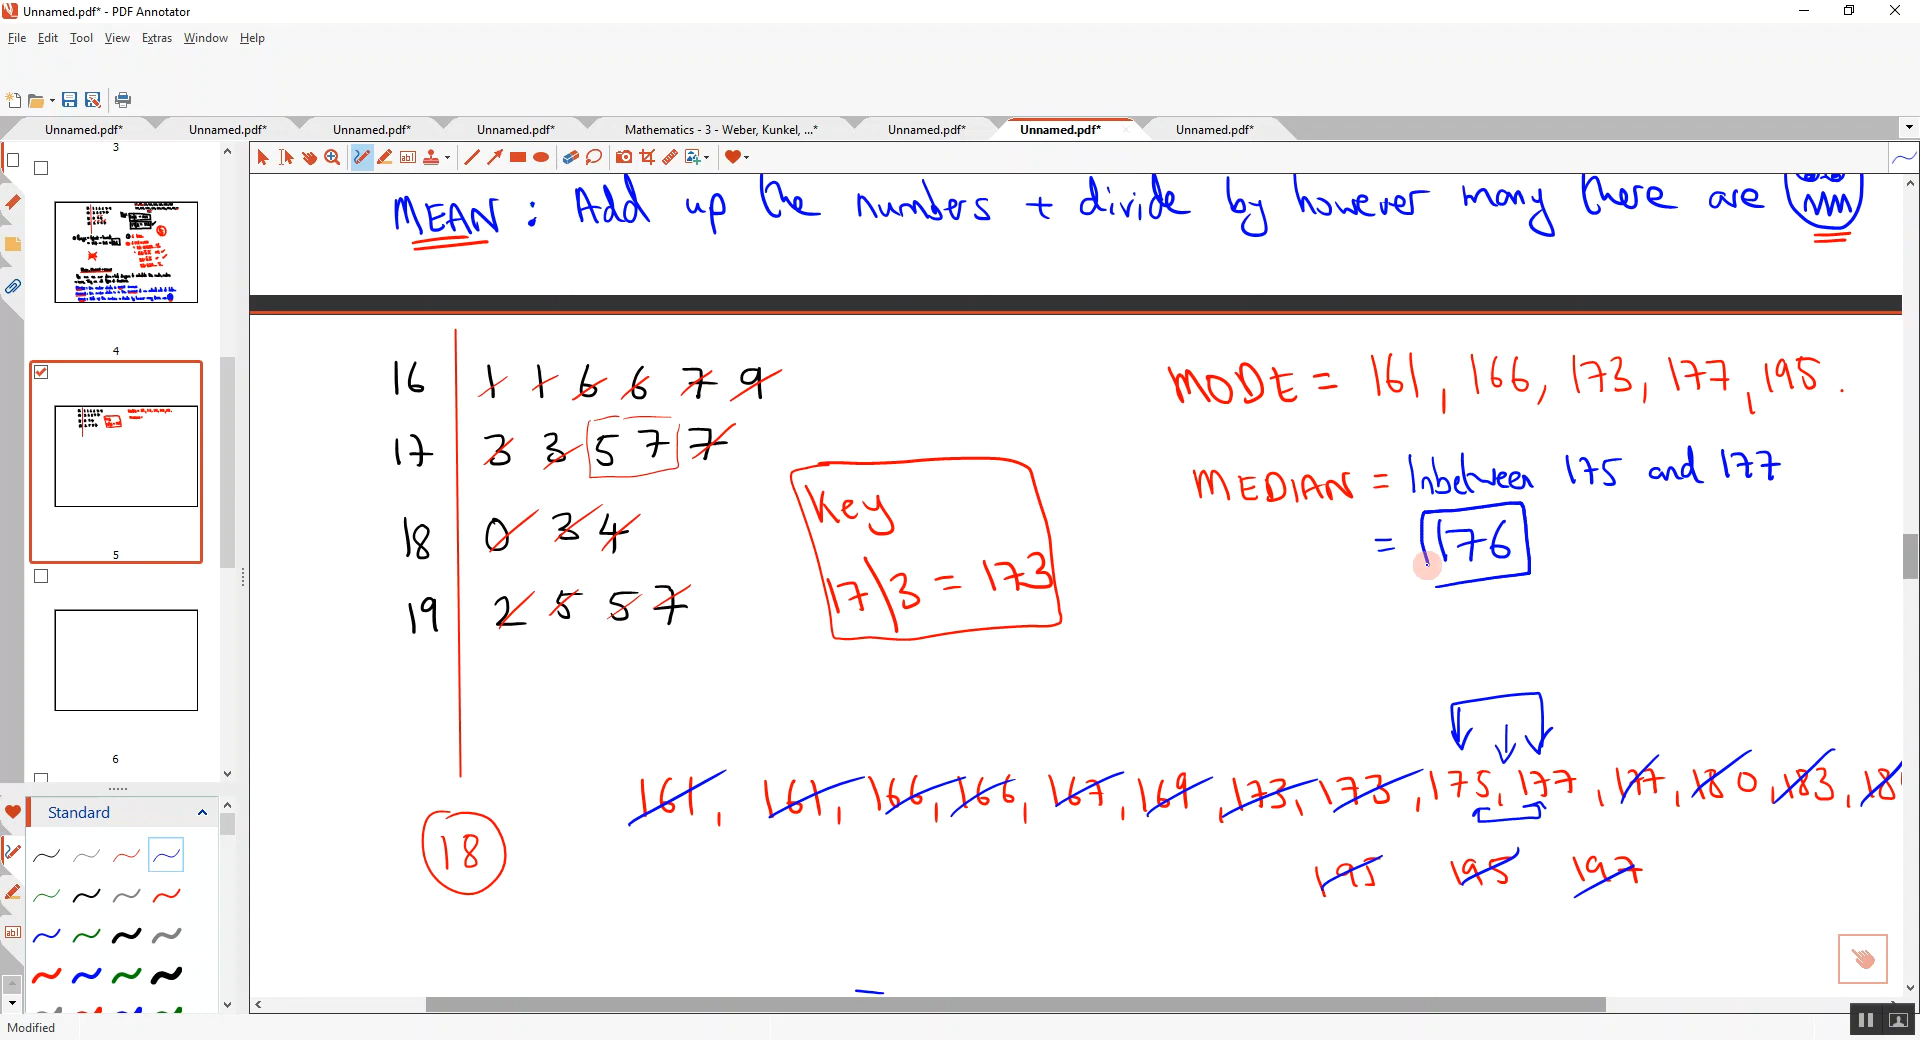 Unnamed.pdf* - PDF Annotator
File Edit Tool View Extras Window Help
Unnamed.pdf* Unnamed.pdf* Unnamed.pdf* Unnamed.pdf* Mathematics - 3 - Weber, Kunkel, ...* Unnamed.pdf* Unnamed.pdf* Unnamed.pdf*
3
4
5
6
MEAN : Add up the numbers + divide by however many there are
16 1 1 6 6 7 9
17 3 3 5 7 7
18 0 3 4
19 2 5 5 7
Key
17|3 = 173
MODE = 161, 166, 173, 177, 195.
MEDIAN = Inbetween 175 and 177
= 176
161, 161, 166, 166, 167, 169, 173, 173, 175, 177, 177, 180, 183, 18
195 195 197
18
Standard
Modified